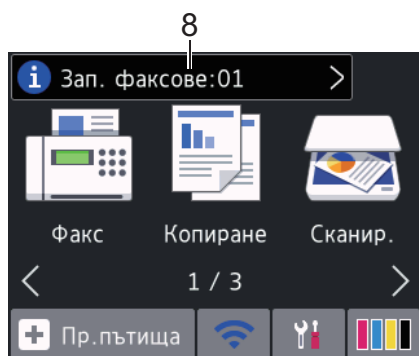 8
Зап. факсове:01
Факс Копиране Сканир.
1 / 3
Пр.пътища